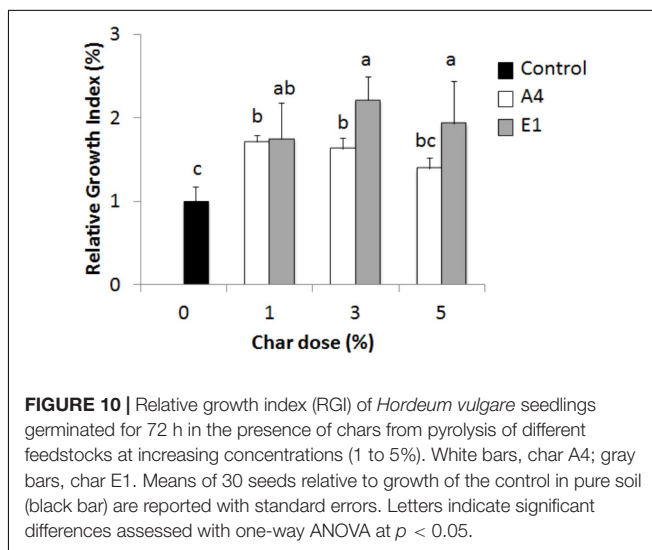 3
a
a
ab
Control
b
b
A4
2
bc
E1
c
1
0
Relative Growth Index (%)
0
1
3
5
Char dose (%)
FIGURE 10 | Relative growth index (RGI) of Hordeum vulgare seedlings
germinated for 72 h in the presence of chars from pyrolysis of different
feedstocks at increasing concentrations (1 to 5%). White bars, char A4; gray
bars, char E1. Means of 30 seeds relative to growth of the control in pure soil
(black bar) are reported with standard errors. Letters indicate significant
differences assessed with one-way ANOVA at p < 0.05.